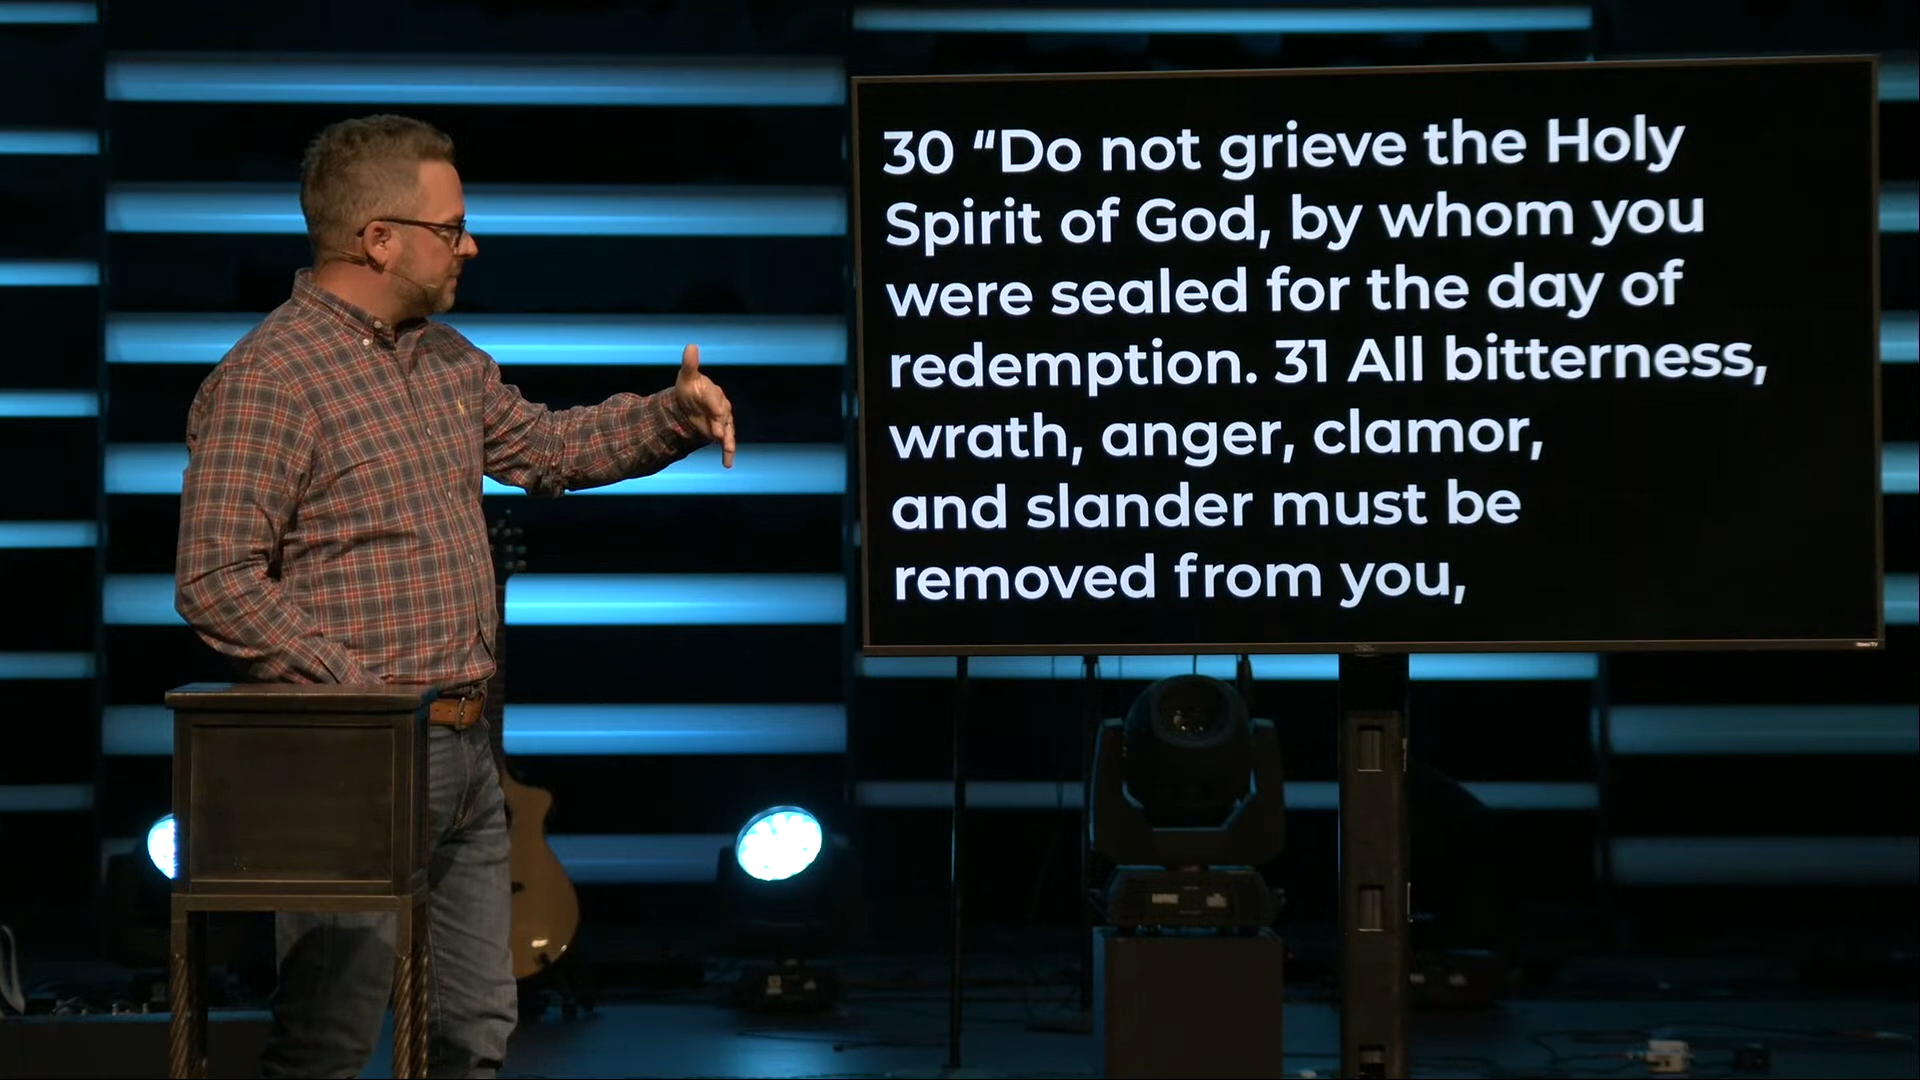 30 “Do not grieve the Holy
Spirit of God, by whom you
were sealed for the day of
redemption. 31 All bitterness,
wrath, anger, clamor,
and slander must be
removed from you,